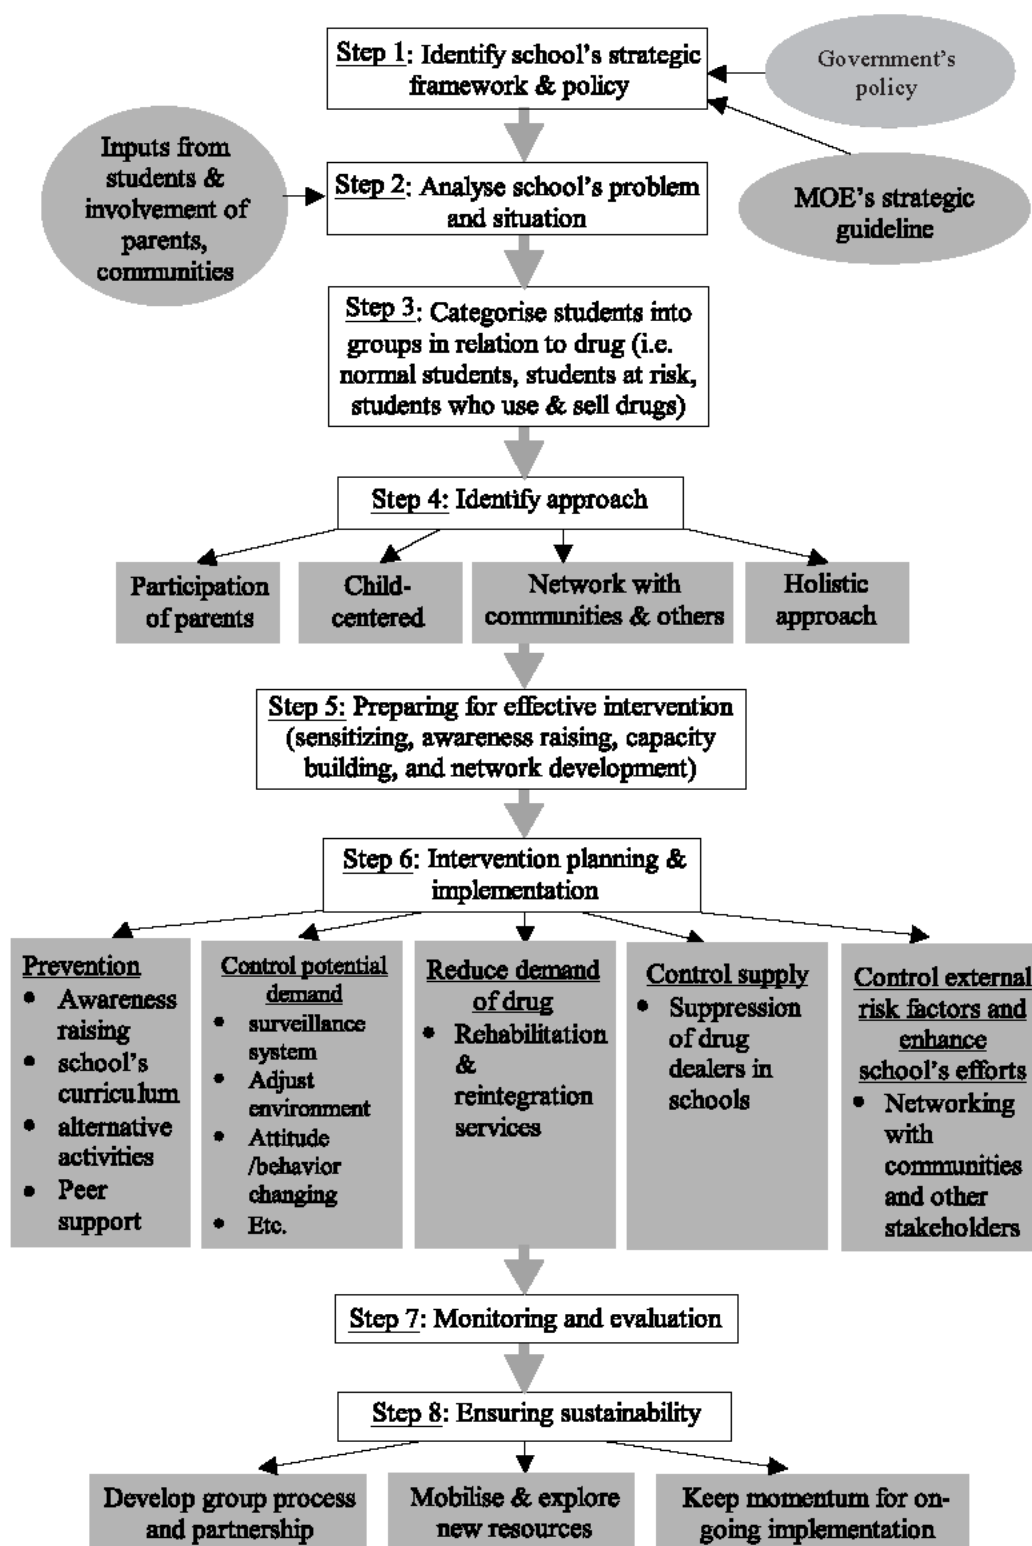 Step 1: Identify school's strategic
framework & policy
Government's
policy
MOE's strategic
guideline
Inputs from
students &
involvement of
parents,
communities
Step 2: Analyse school's problem
and situation
Step 3: Categorise students into
groups in relation to drug (i.e.
normal students, students at risk,
students who use & sell drugs)
Step 4: Identify approach
Participation
of parents
Child-
centered
Network with
communities & others
Holistic
approach
Step 5: Preparing for effective intervention
(sensitizing, awareness raising, capacity
building, and network development)
Step 6: Intervention planning &
implementation
Prevention
• Awareness
raising
• school's
curriculum
• alternative
activities
• Peer
support
Control potential
demand
• surveillance
system
• Adjust
environment
• Attitude
/behavior
changing
• Etc.
Reduce demand
of drug
• Rehabilitation
&
reintegration
services
Control supply
• Suppression
of drug
dealers in
schools
Control external
risk factors and
enhance
school's efforts
• Networking
with
communities
and other
stakeholders
Step 7: Monitoring and evaluation
Step 8: Ensuring sustainability
Develop group process
and partnership
Mobilise & explore
new resources
Keep momentum for on-
going implementation